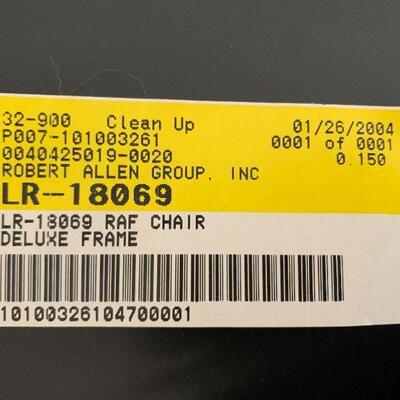 32-900 Clean Up 01/26/2004
P007-101003261 0001 of 0001
0040425019-0020 0.150
ROBERT ALLEN GROUP, INC
LR-18069
LR-18069 RAF CHAIR
DELUXE FRAME
10100326104700001